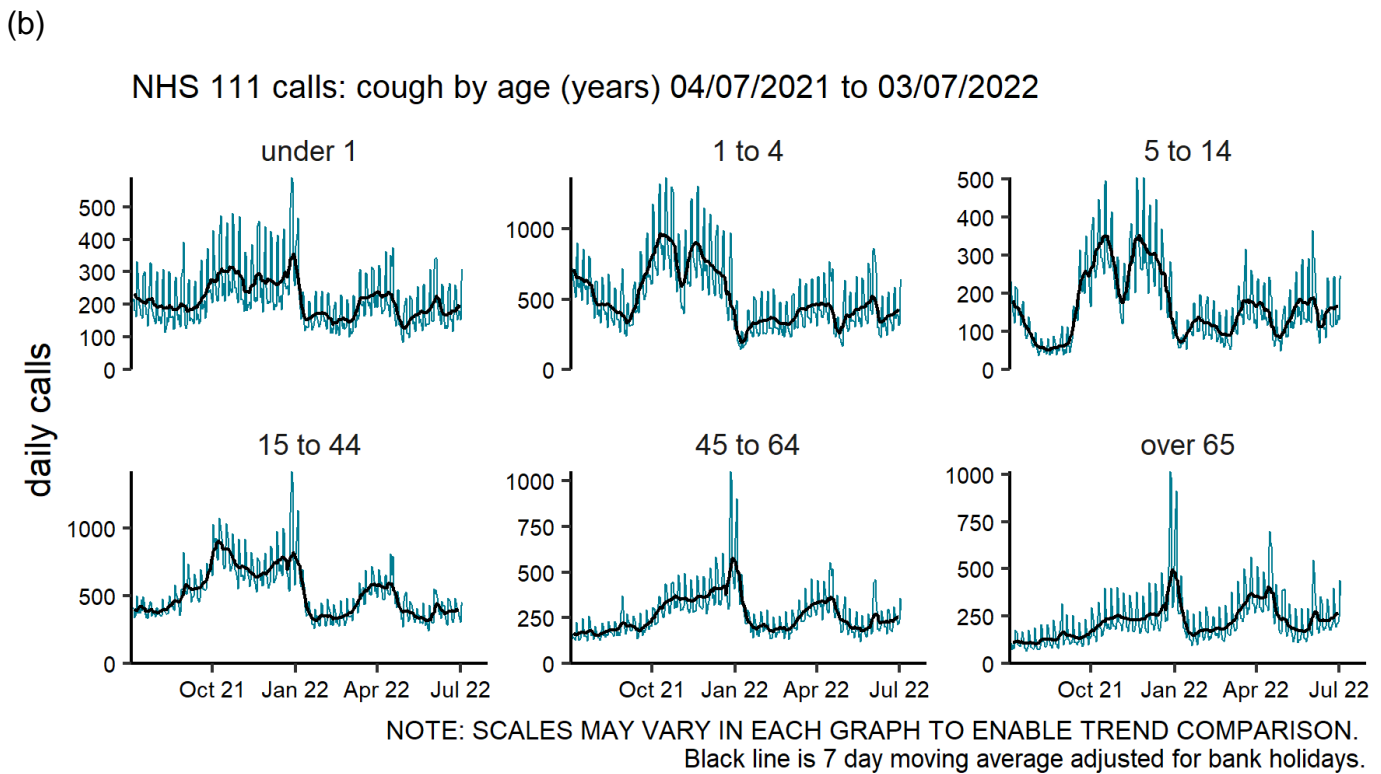 (b)
NHS 111 calls: cough by age (years) 04/07/2021 to 03/07/2022
daily calls
under 1
500
400
300
200
100
0
1 to 4
1000
500
0
5 to 14
500
400
300
200
100
0
15 to 44
1000
500
0
Oct 21 Jan 22 Apr 22 Jul 22
45 to 64
1000
750
500
250
0
Oct 21 Jan 22 Apr 22 Jul 22
over 65
1000
750
500
250
0
Oct 21 Jan 22 Apr 22 Jul 22
NOTE: SCALES MAY VARY IN EACH GRAPH TO ENABLE TREND COMPARISON.
Black line is 7 day moving average adjusted for bank holidays.